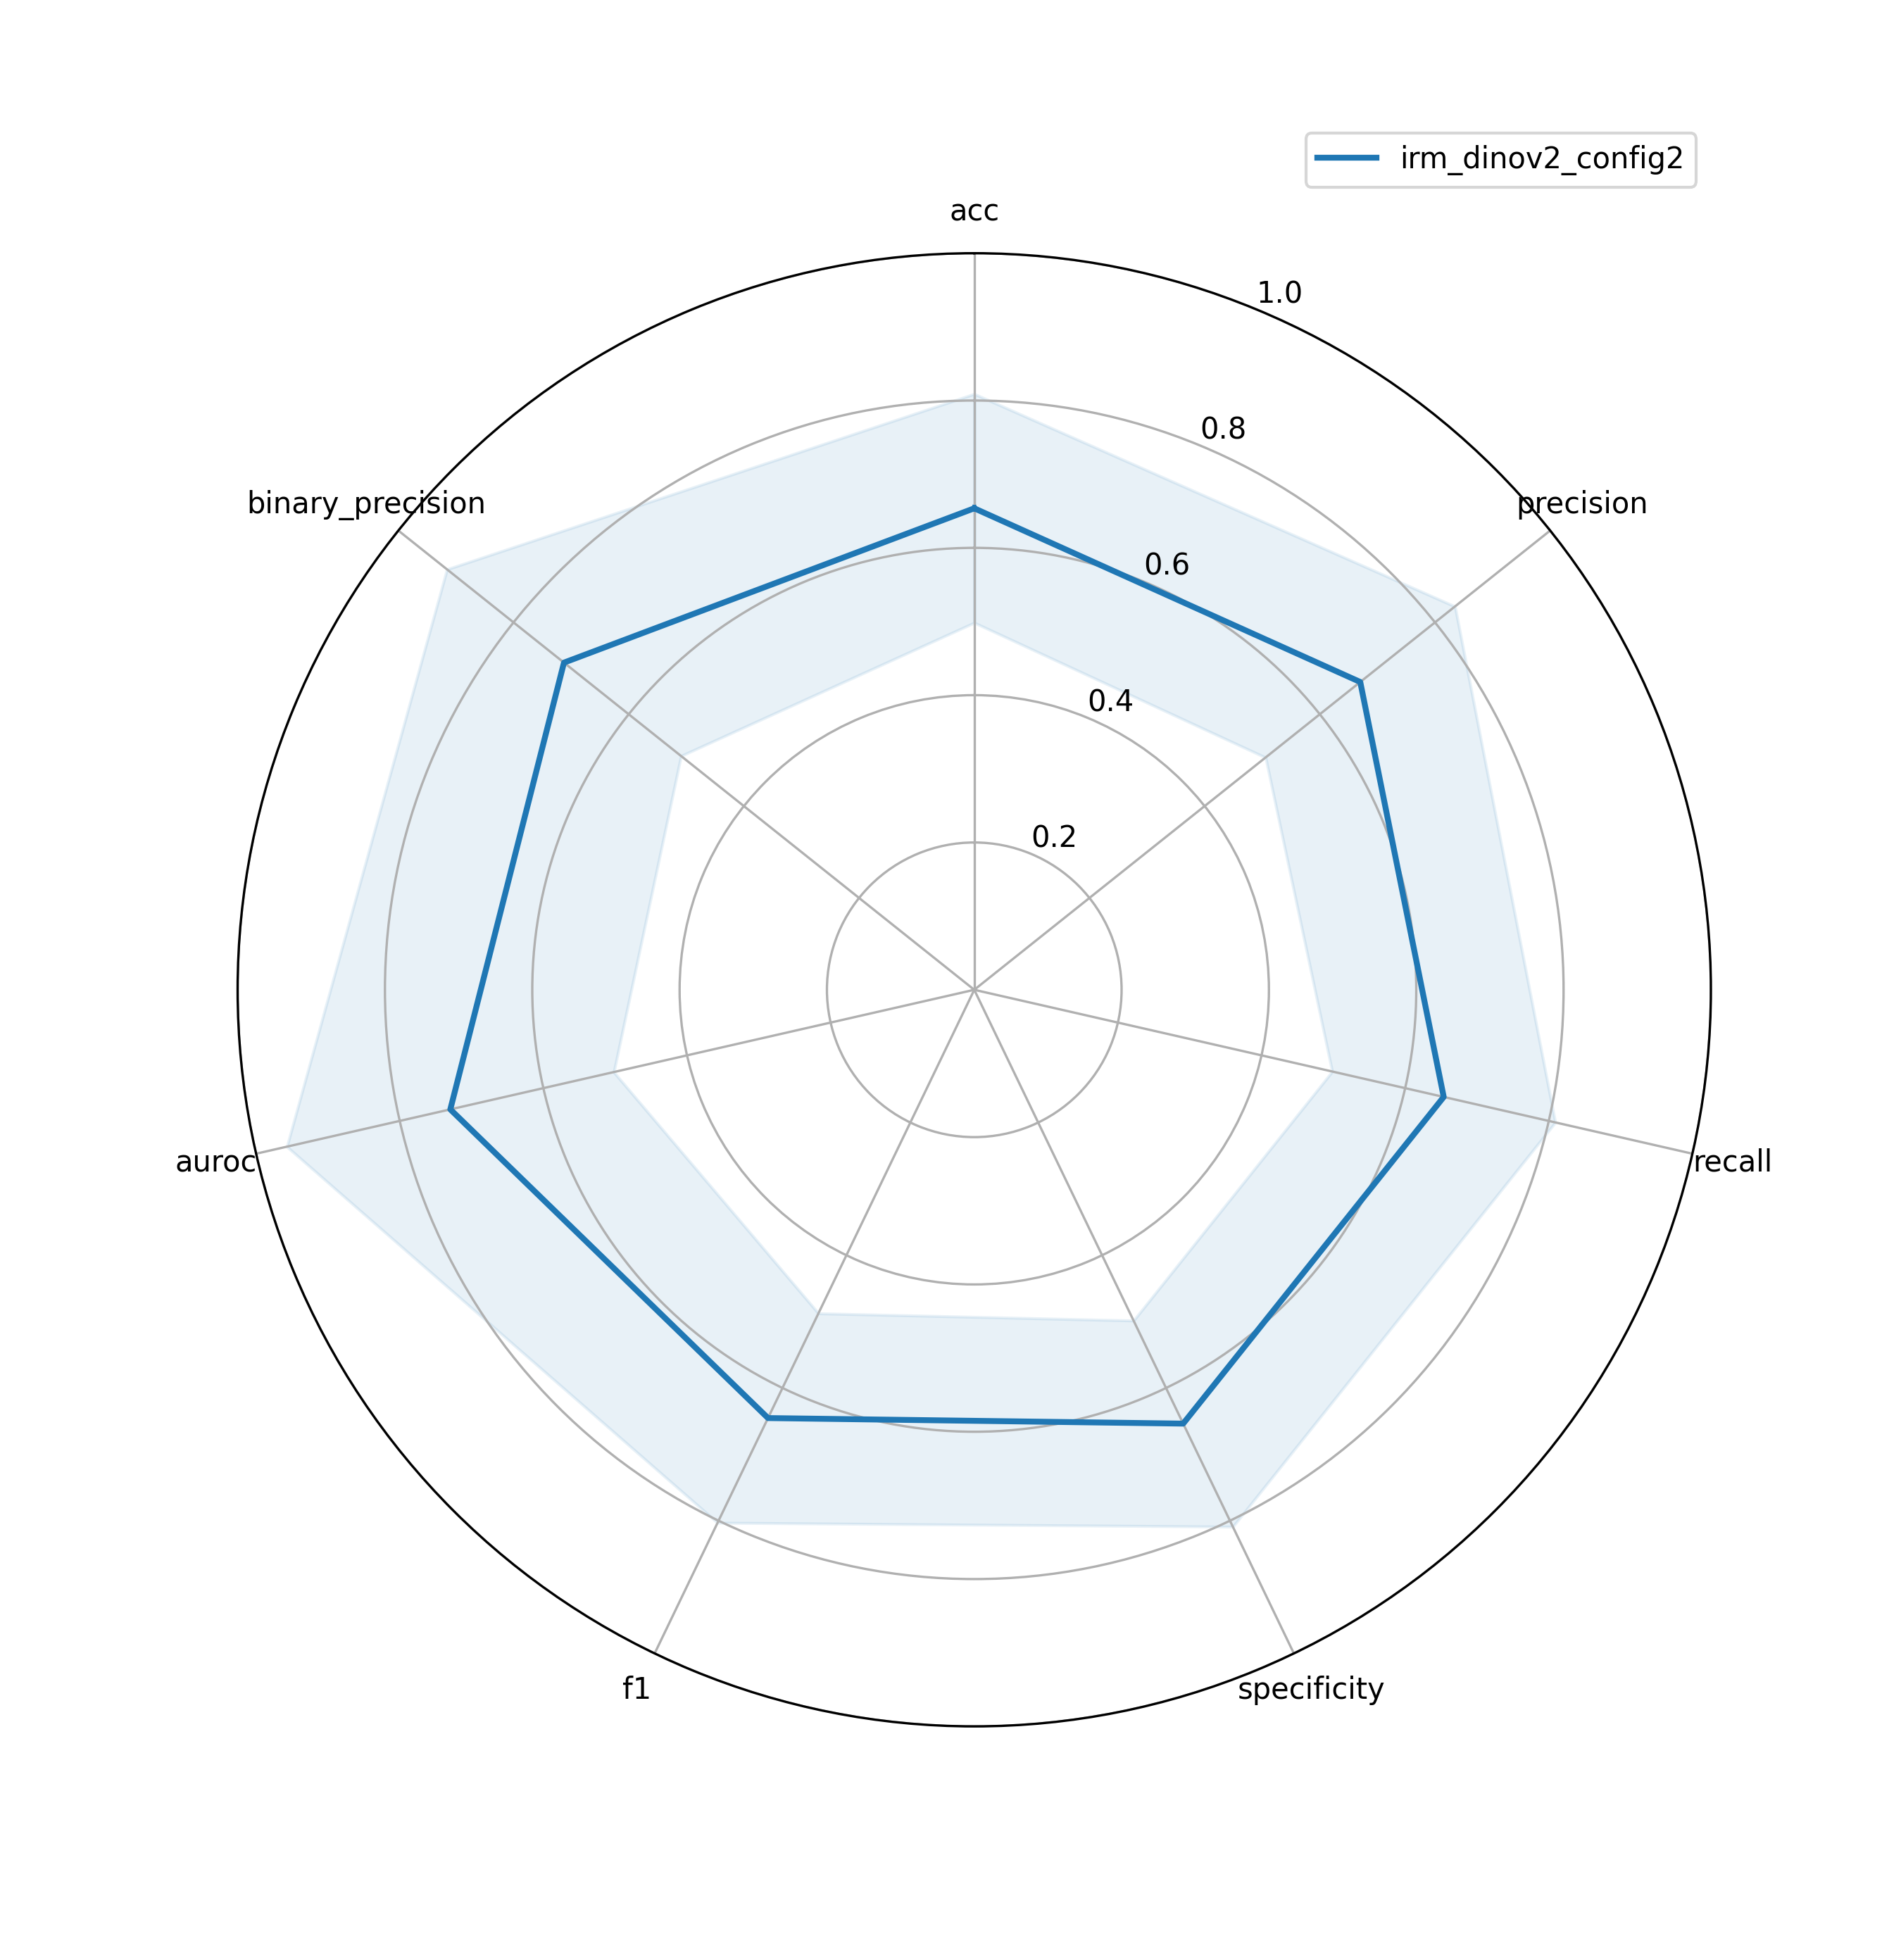 irm_dinov2_config2
acc
1.0
0.8
binary_precision
precision
0.6
0.4
0.2
auroc
recall
f1
specificity